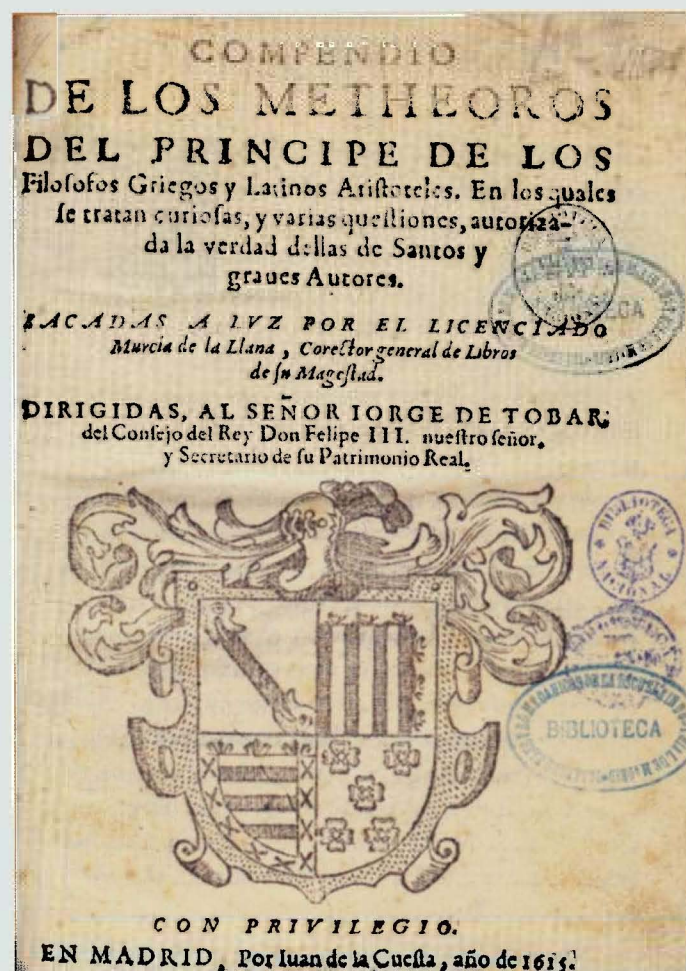 COMPENDIO
DE LOS METHEOROS
DEL PRINCIPE DE LOS
Filosofos Griegos y Latinos Aristoteles. En los quales
se tratan curiosas, y varias questiones, autoriza-
da la verdad dellas de Santos y
graues Autores.
SACADAS A LVZ POR EL LICENCIADO
Murcia de la Llana, Corector general de Libros
de su Magestad.
DIRIGIDAS, AL SEÑOR IORGE DE TOBAR,
del Consejo del Rey Don Felipe III. nuestro señor.
y Secretario de su Patrimonio Real.
BIBLIOTECA
NACIONAL
BIBLIOTECA
CON PRIVILEGIO.
EN MADRID, Por Iuan de la Cuesta, año de 1615.